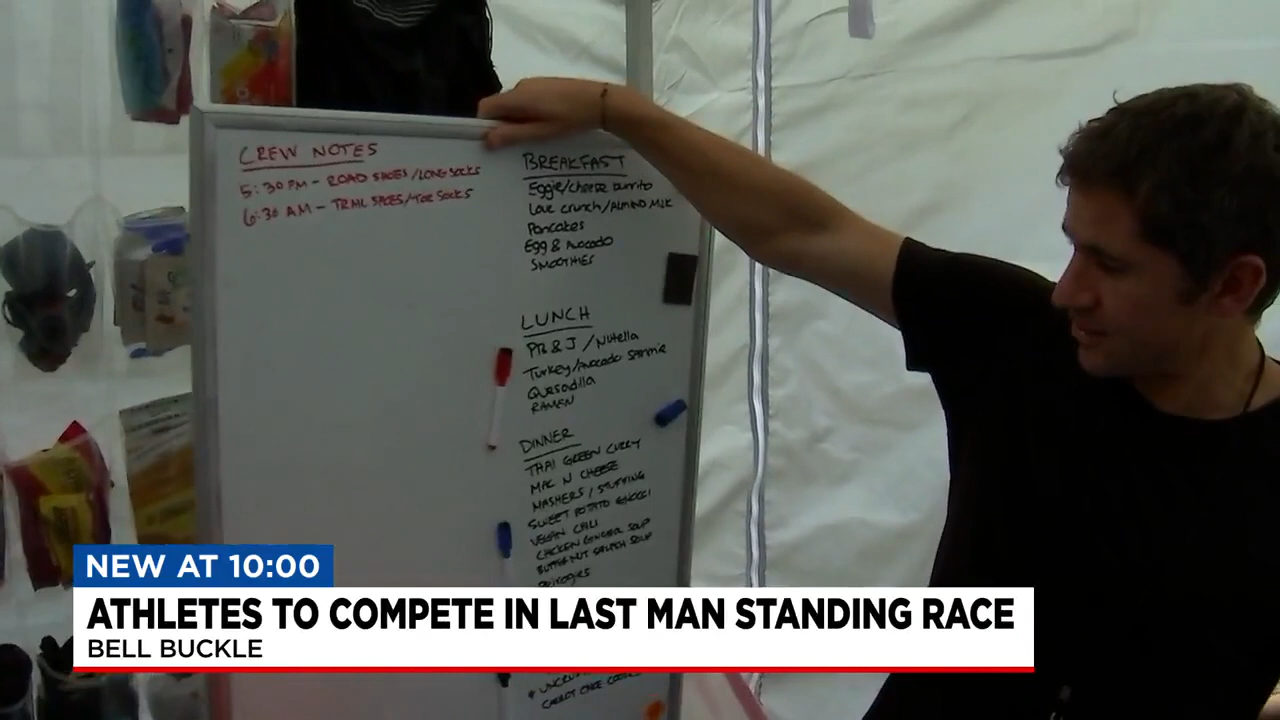 CREW NOTES
5:30 PM - ROAD SHOES/LONG SOCKS
6:30 AM - TRAIL SHOES/TOE SOCKS
BREAKFAST
Eggie/cheese burrito
Love crunch/ALMOND MILK
Pancakes
Egg & Avocado
SMOOTHIES
LUNCH
PB & J / Nutella
Turkey/Avocado
Quesadilla
RAMEN
DINNER
THAI GREEN CURRY
MAC N CHEESE
MASHERS / STUFFING
SWEET POTATO GNOCCHI
VEGAN CHILI
CHICKEN GINGER SOUP
BUTTERNUT SQUASH SOUP
Peirogies
NEW AT 10:00
ATHLETES TO COMPETE IN LAST MAN STANDING RACE
BELL BUCKLE